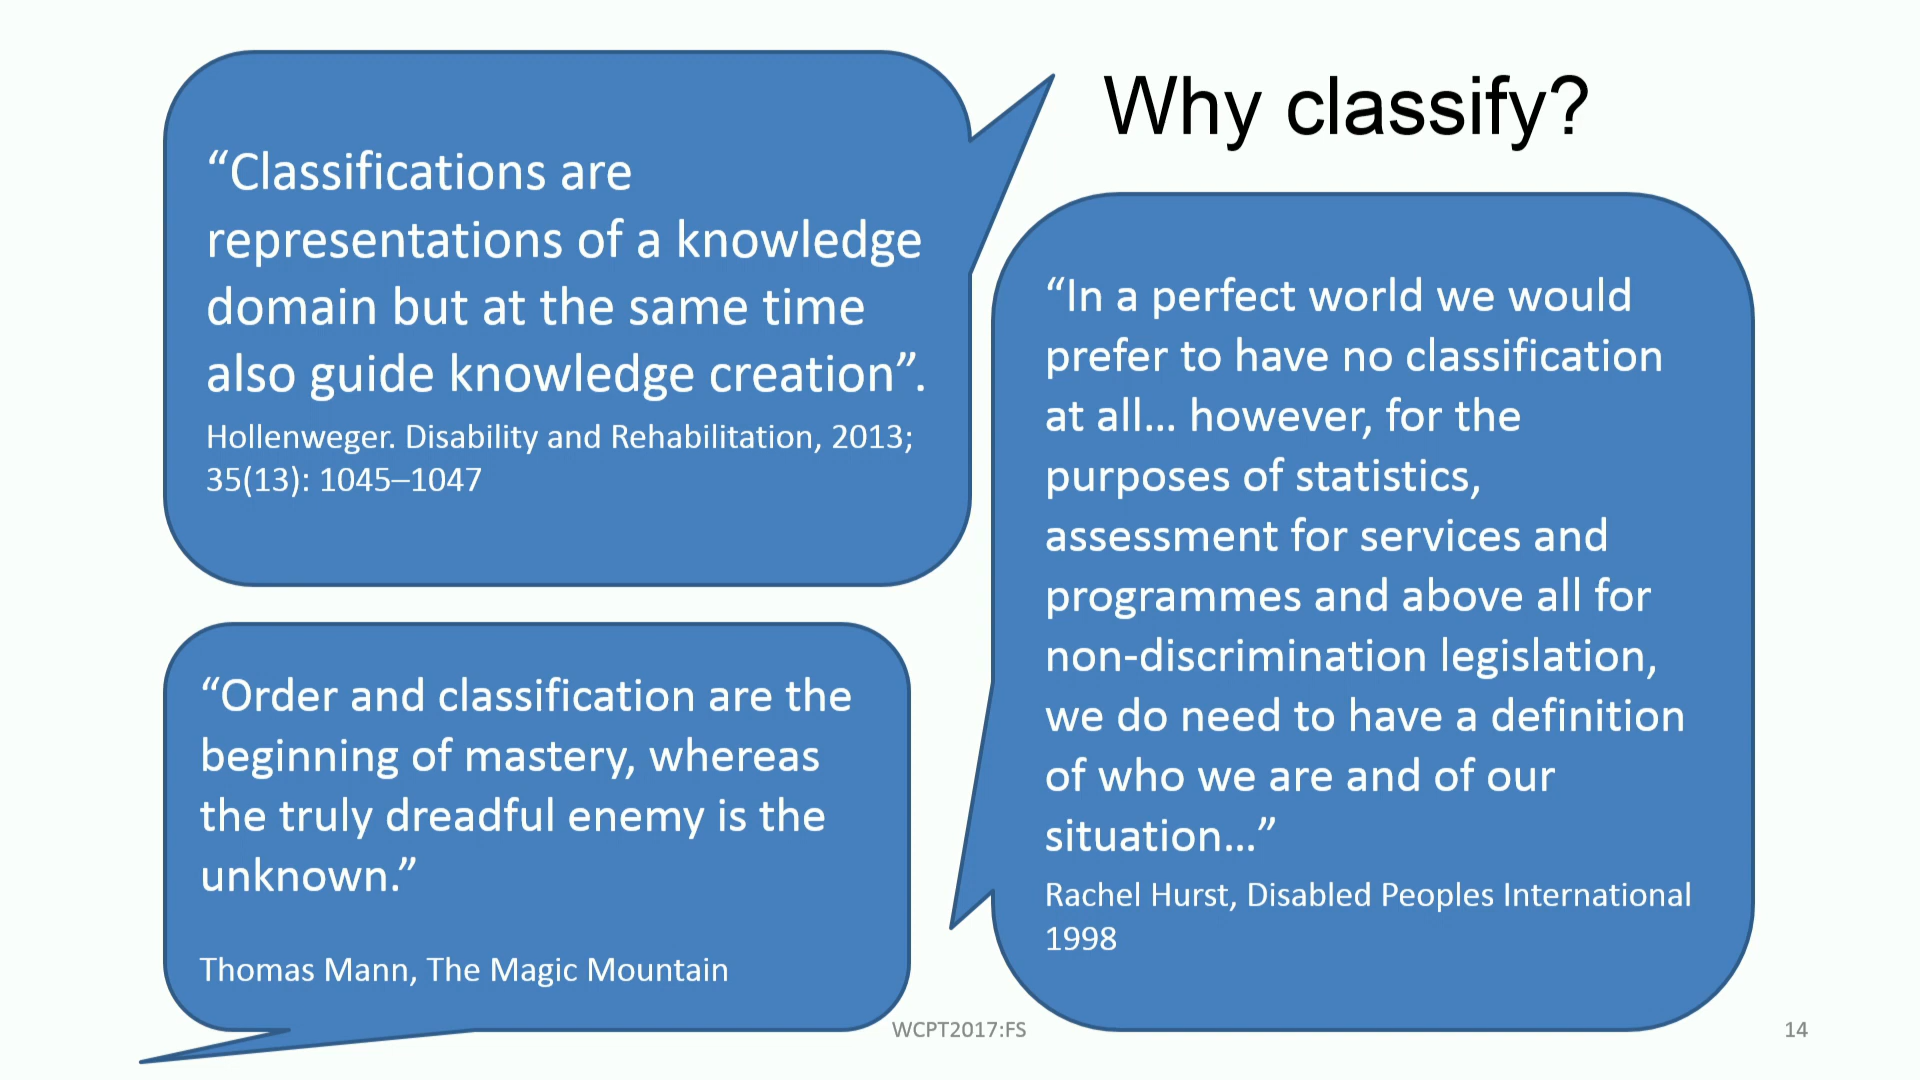 Why classify?
“Classifications are
representations of a knowledge
domain but at the same time
also guide knowledge creation”.
Hollenweger. Disability and Rehabilitation, 2013;
35(13): 1045–1047
“In a perfect world we would
prefer to have no classification
at all… however, for the
purposes of statistics,
assessment for services and
programmes and above all for
non-discrimination legislation,
we do need to have a definition
of who we are and of our
situation…”
Rachel Hurst, Disabled Peoples International
1998
“Order and classification are the
beginning of mastery, whereas
the truly dreadful enemy is the
unknown.”
Thomas Mann, The Magic Mountain
WCPT2017:FS
14